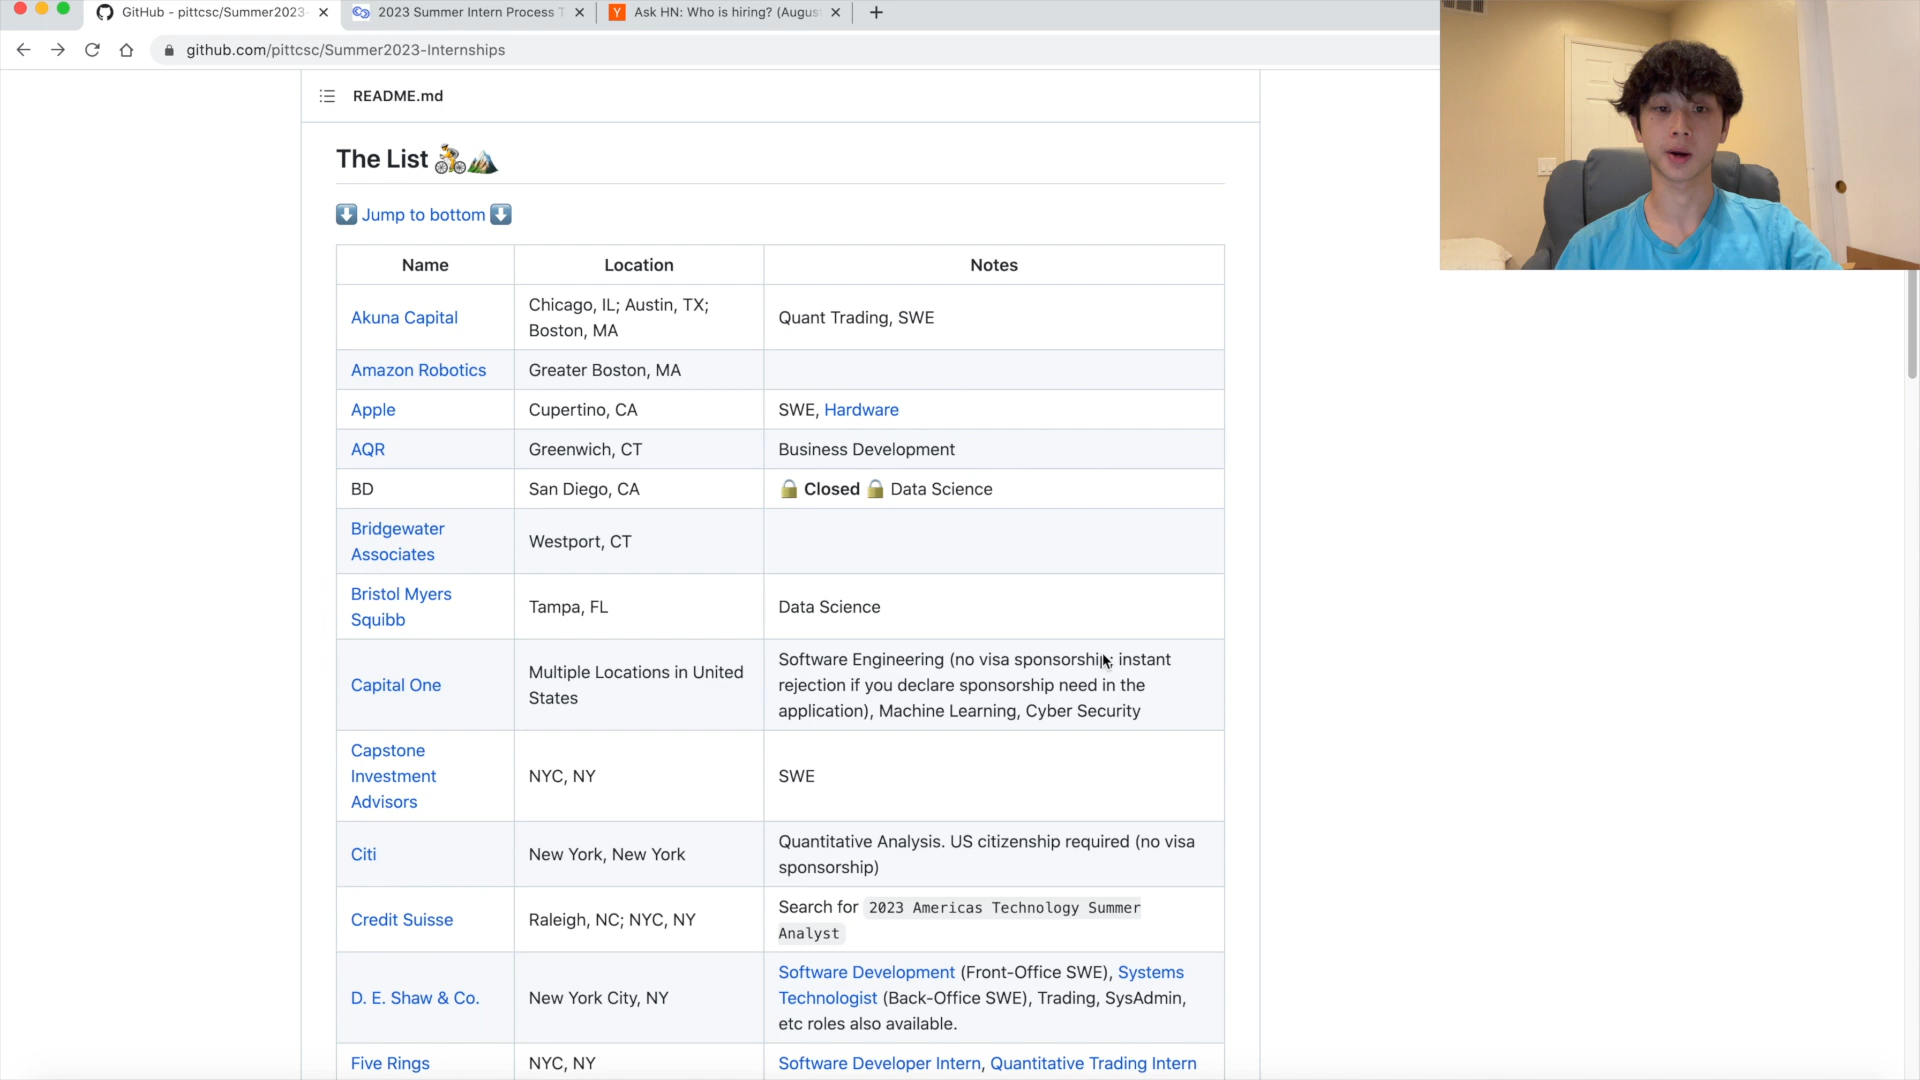 GitHub - pittcsc/Summer2023-
2023 Summer Intern Process T
Y
Ask HN: Who is hiring? (Augus
github.com/pittcsc/Summer2023-Internships
README.md
The List
Jump to bottom
Name Location Notes
Akuna Capital
Chicago, IL; Austin, TX;
Boston, MA
Quant Trading, SWE
Amazon Robotics
Greater Boston, MA
Apple
Cupertino, CA
SWE, Hardware
AQR
Greenwich, CT
Business Development
BD
San Diego, CA
Closed Data Science
Bridgewater
Associates
Westport, CT
Bristol Myers
Squibb
Tampa, FL
Data Science
Capital One
Multiple Locations in United
States
Software Engineering (no visa sponsorship; instant
rejection if you declare sponsorship need in the
application), Machine Learning, Cyber Security
Capstone
Investment
Advisors
NYC, NY
SWE
Citi
New York, New York
Quantitative Analysis. US citizenship required (no visa
sponsorship)
Credit Suisse
Raleigh, NC; NYC, NY
Search for 2023 Americas Technology Summer
Analyst
D. E. Shaw & Co.
New York City, NY
Software Development (Front-Office SWE), Systems
Technologist (Back-Office SWE), Trading, SysAdmin,
etc roles also available.
Five Rings
NYC, NY
Software Developer Intern, Quantitative Trading Intern